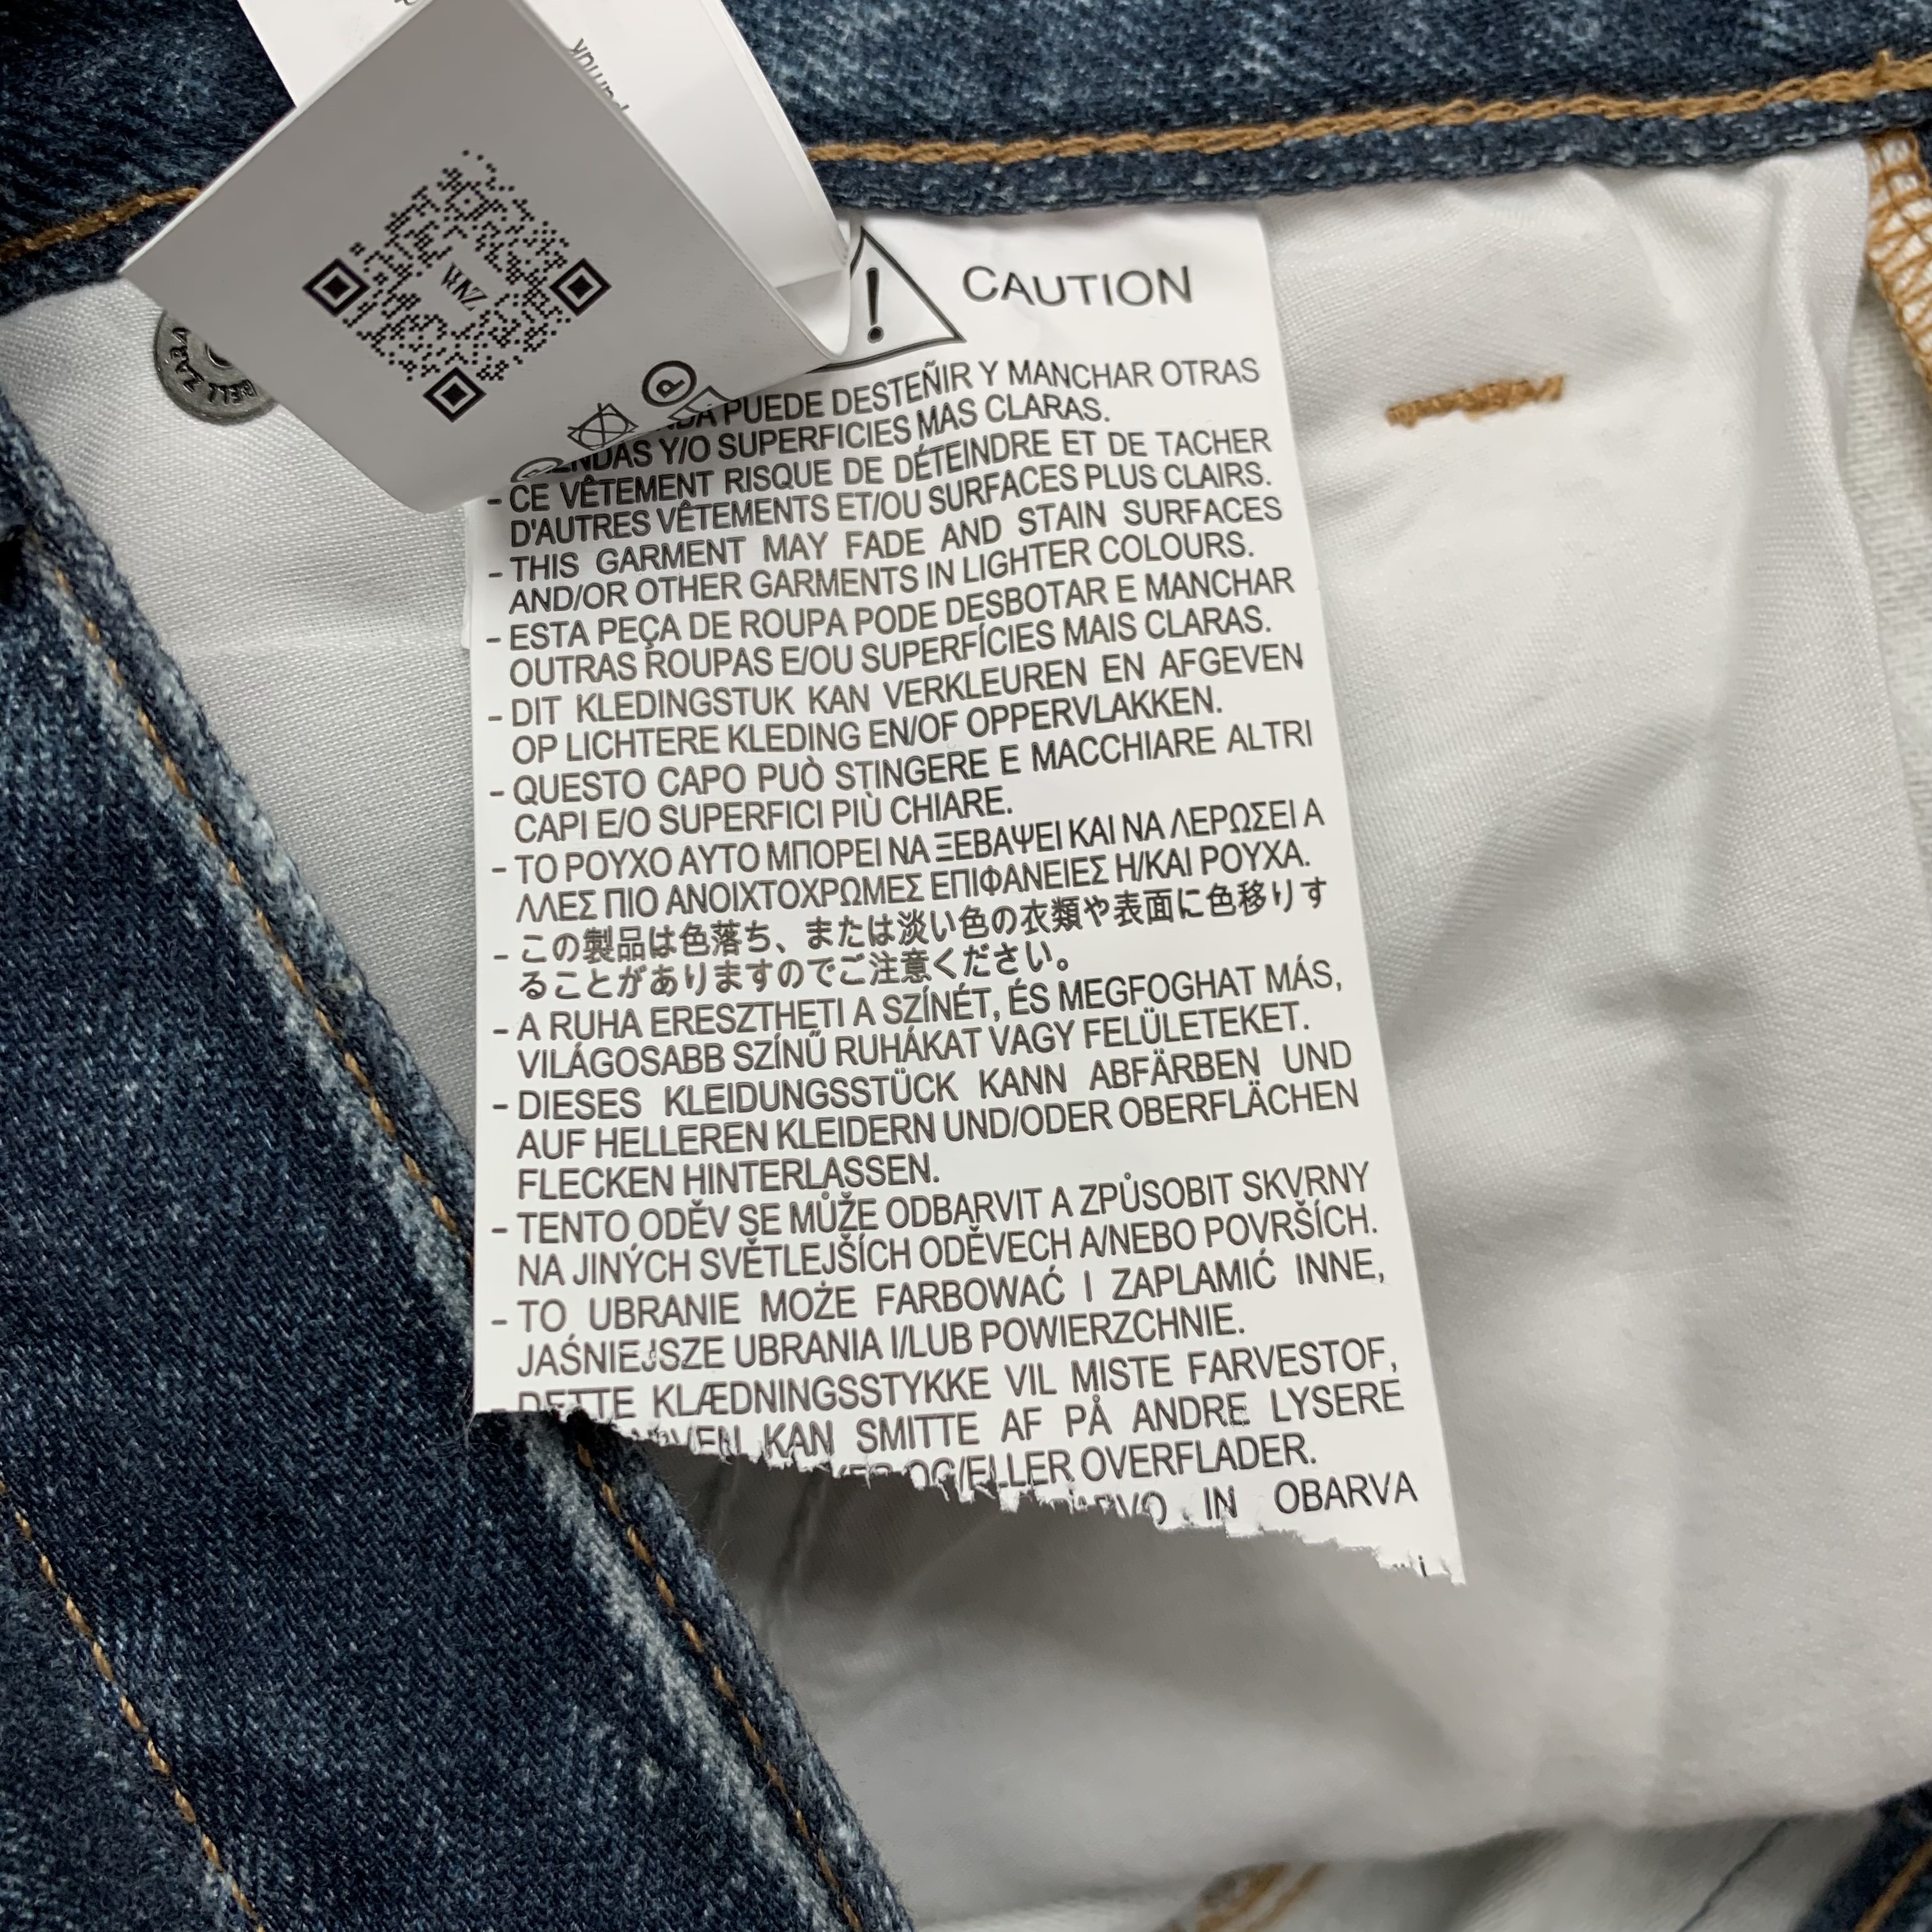 CAUTION
PUEDE DESTEÑIR Y MANCHAR OTRAS
Y/O SUPERFICIES MAS CLARAS.
- CE VÊTEMENT RISQUE DE DÉTEINDRE ET DE TACHER
D'AUTRES VÊTEMENTS ET/OU SURFACES PLUS CLAIRS.
- THIS GARMENT MAY FADE AND STAIN SURFACES
AND/OR OTHER GARMENTS IN LIGHTER COLOURS.
- ESTA PEÇA DE ROUPA PODE DESBOTAR E MANCHAR
OUTRAS ROUPAS E/OU SUPERFÍCIES MAIS CLARAS.
- DIT KLEDINGSTUK KAN VERKLEUREN EN AFGEVEN
OP LICHTERE KLEDING EN/OF OPPERVLAKKEN.
- QUESTO CAPO PUÒ STINGERE E MACCHIARE ALTRI
CAPI E/O SUPERFICI PIÙ CHIARE.
- ΤΟ ΡΟΥΧΟ ΑΥΤΟ ΜΠΟΡΕΙ ΝΑ ΞΕΒΑΨΕΙ ΚΑΙ ΝΑ ΛΕΡΩΣΕΙ Α
ΛΛΕΣ ΠΙΟ ΑΝΟΙΧΤΟΧΡΩΜΕΣ ΕΠΙΦΑΝΕΙΕΣ Η/ΚΑΙ ΡΟΥΧΑ.
- この製品は色落ち、または淡い色の衣類や表面に色移りす
ることがありますのでご注意ください。
- A RUHA ERESZTHETI A SZÍNÉT, ÉS MEGFOGHAT MÁS,
VILÁGOSABB SZÍNŰ RUHÁKAT VAGY FELÜLETEKET.
- DIESES KLEIDUNGSSTÜCK KANN ABFÄRBEN UND
AUF HELLEREN KLEIDERN UND/ODER OBERFLÄCHEN
FLECKEN HINTERLASSEN.
- TENTO ODĚV SE MŮŽE ODBARVIT A ZPŮSOBIT SKVRNY
NA JINÝCH SVĚTLEJŠÍCH ODĚVECH A/NEBO POVRŠÍCH.
- TO UBRANIE MOŻE FARBOWAĆ I ZAPLAMIĆ INNE,
JAŚNIEJSZE UBRANIA I/LUB POWIERZCHNIE.
- DETTE KLÆDNINGSSTYKKE VIL MISTE FARVESTOF,
KAN SMITTE AF PÅ ANDRE LYSERE
OG/ELLER OVERFLADER.
IN OBARVA